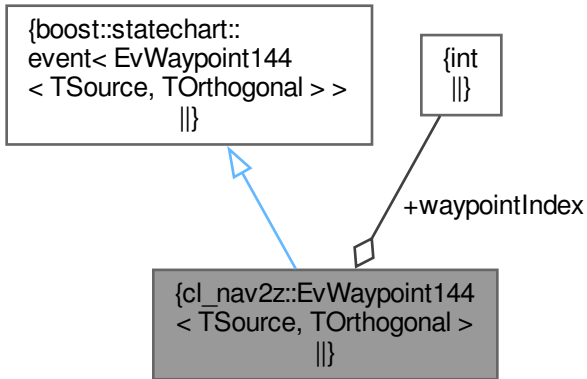 {boost::statechart::
event< EvWaypoint144
< TSource, TOrthogonal > >
||}
{int
||}
+waypointIndex
{cl_nav2z::EvWaypoint144
< TSource, TOrthogonal >
||}